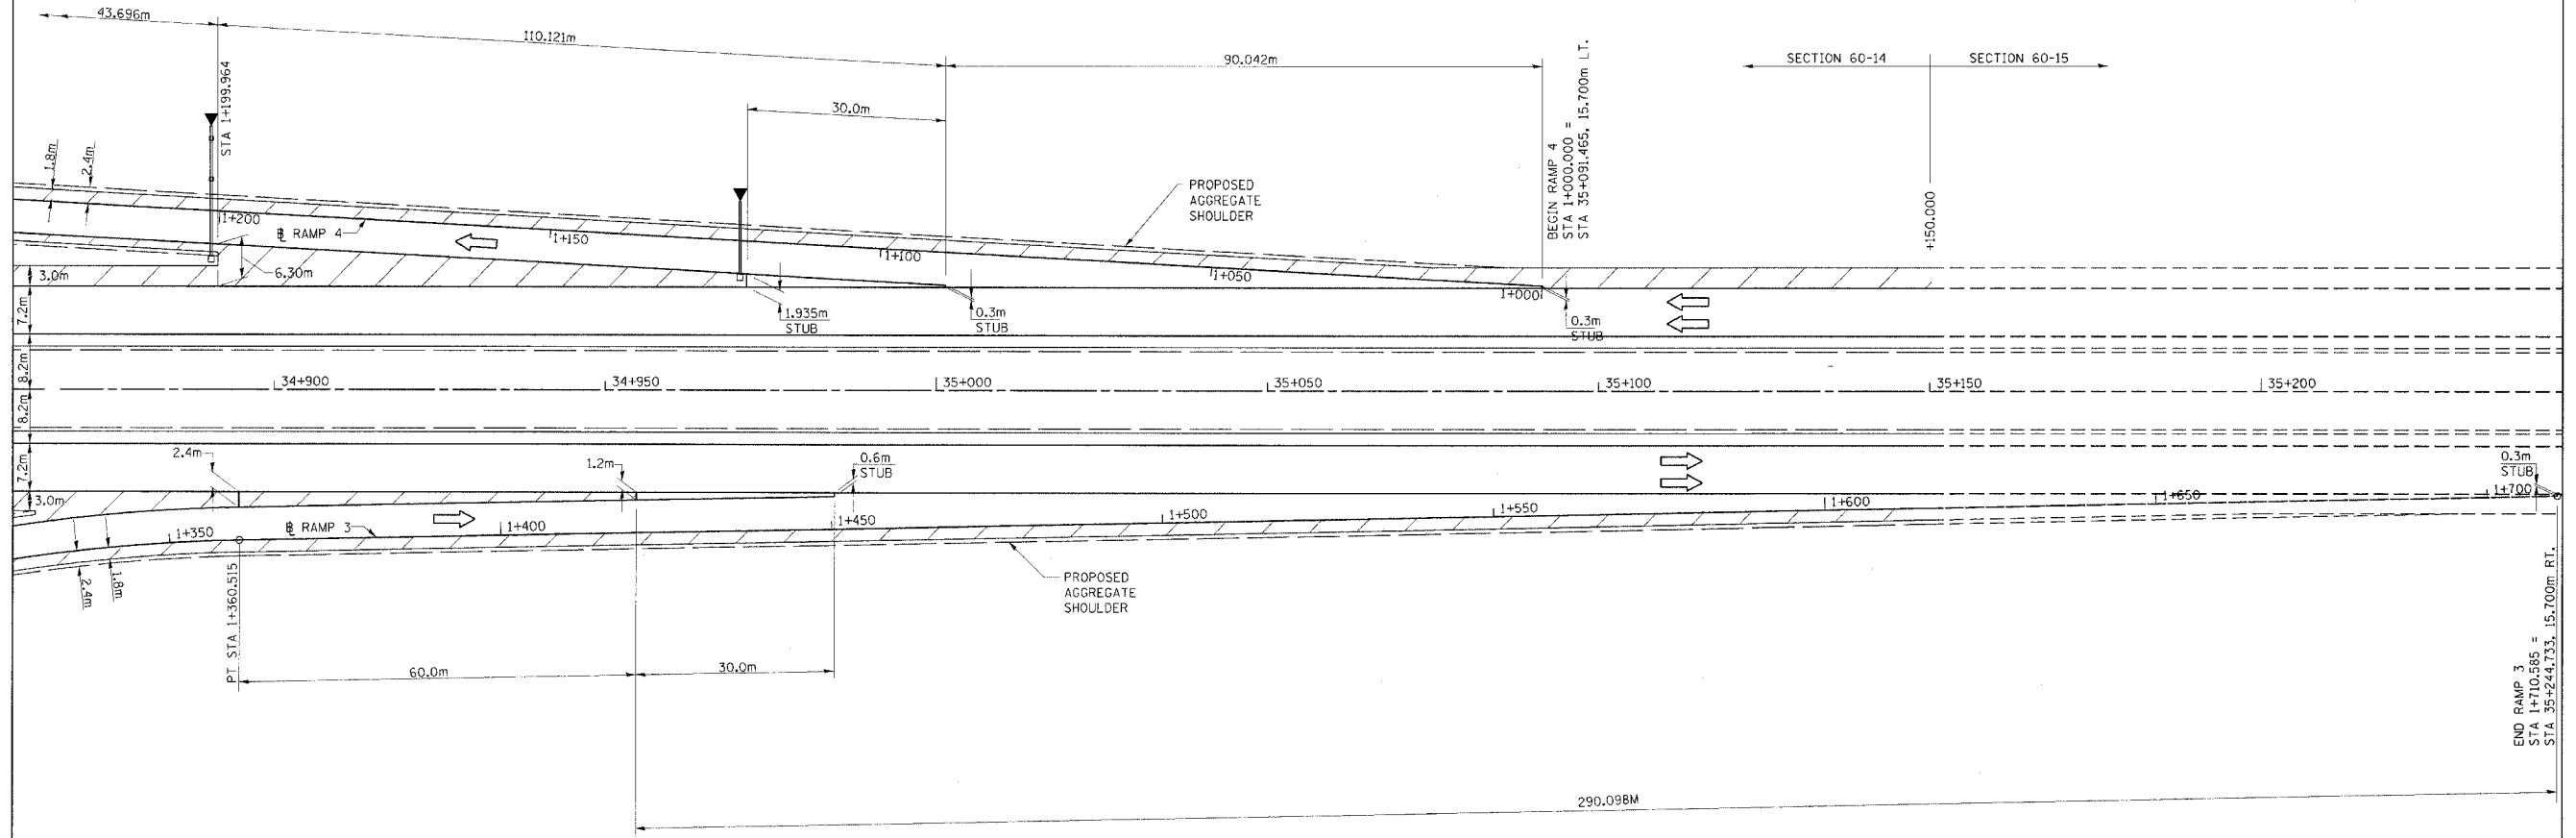 43.696m
110.121m
90.042m
SECTION 60-14
SECTION 60-15
30.0m
STA 1+199.964
BEGIN RAMP 4
STA 1+000.000 =
STA 35+091.465, 15.700m LT.
+150.000
1.8m
2.4m
PROPOSED
AGGREGATE
SHOULDER
1+200
RAMP 4
1+150
1+100
1+050
1+000
3.0m
6.30m
1.935m
STUB
0.3m
STUB
0.3m
STUB
7.2m
8.2m
34+900
34+950
35+000
35+050
35+100
35+150
35+200
8.2m
7.2m
2.4m
1.2m
0.6m
STUB
0.3m
STUB
3.0m
1+350
RAMP 3
1+400
1+450
1+500
1+550
1+600
1+650
1+700
2.4m
1.8m
PT STA 1+360.515
PROPOSED
AGGREGATE
SHOULDER
60.0m
30.0m
END RAMP 3
STA 1+710.585 =
STA 35+244.733, 15.700m RT.
290.098M